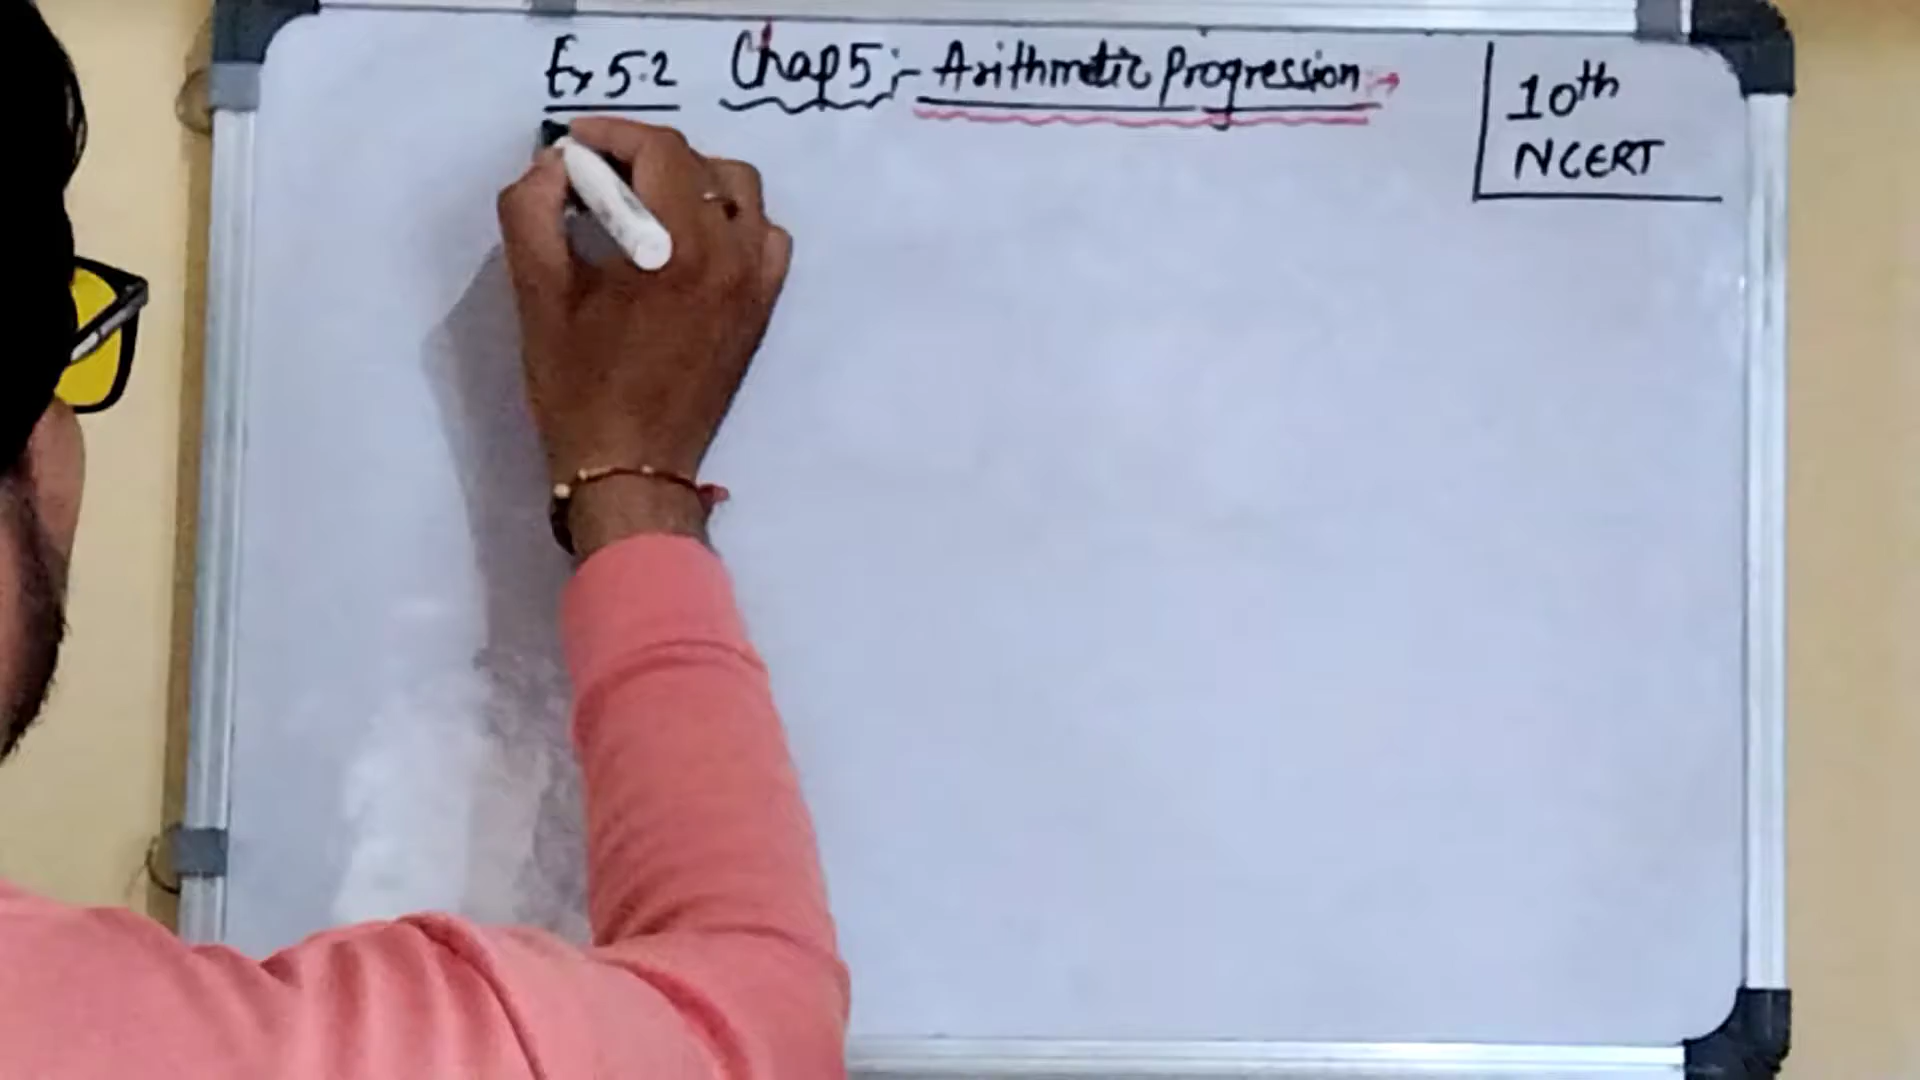 Ex 5.2 Chap 5 :- Arithmetic Progression →
10th
NCERT